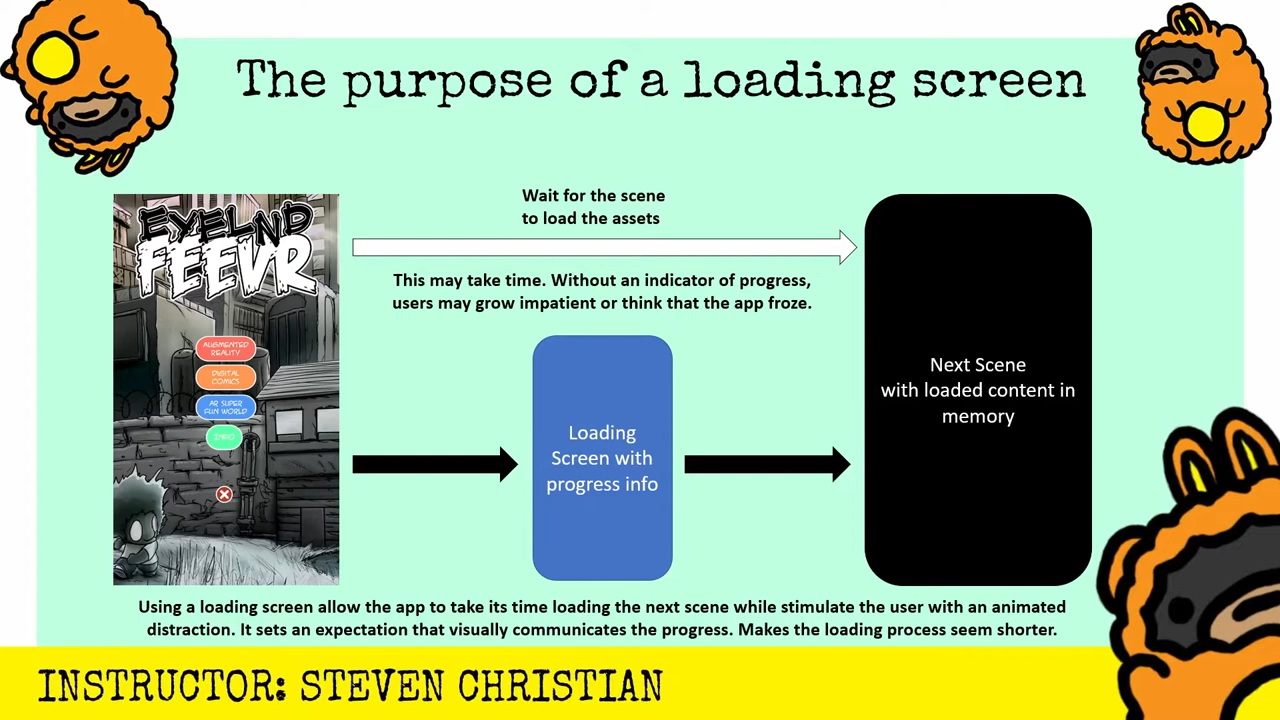 The purpose of a loading screen
EYELND
FEEVR
AUGMENTED
REALITY
DIGITAL
COMICS
AR SUPER
FUN WORLD
INFO
Wait for the scene
to load the assets
This may take time. Without an indicator of progress,
users may grow impatient or think that the app froze.
Loading
Screen with
progress info
Next Scene
with loaded content in
memory
Using a loading screen allow the app to take its time loading the next scene while stimulate the user with an animated
distraction. It sets an expectation that visually communicates the progress. Makes the loading process seem shorter.
INSTRUCTOR: STEVEN CHRISTIAN